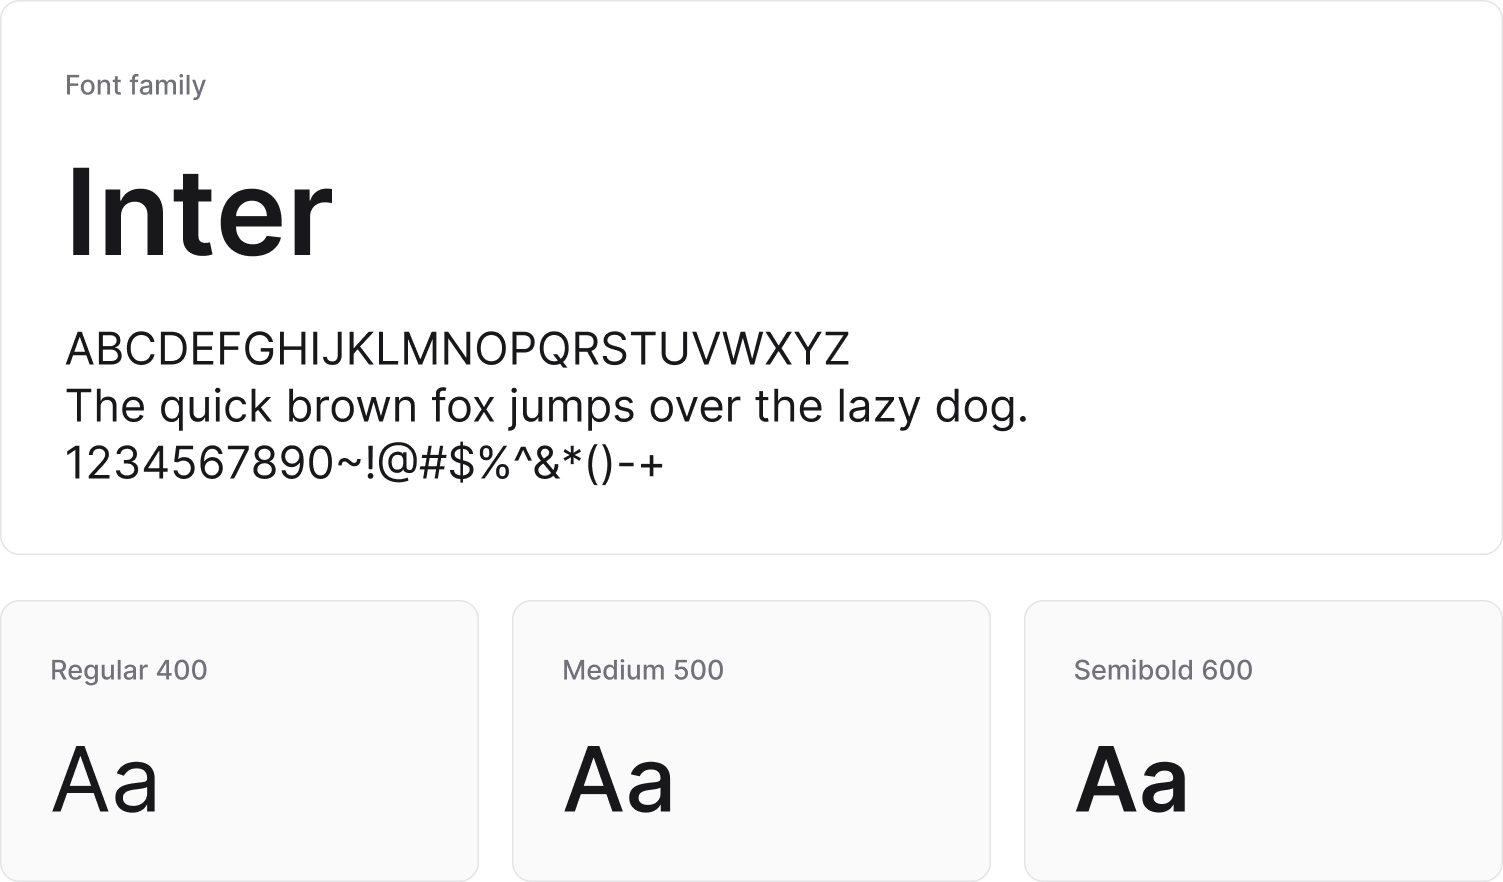 Font family
Inter
ABCDEFGHIJKLMNOPQRSTUVWXYZ
The quick brown fox jumps over the lazy dog.
1234567890~!@#$%^&*()-+
Regular 400
Aa
Medium 500
Aa
Semibold 600
Aa